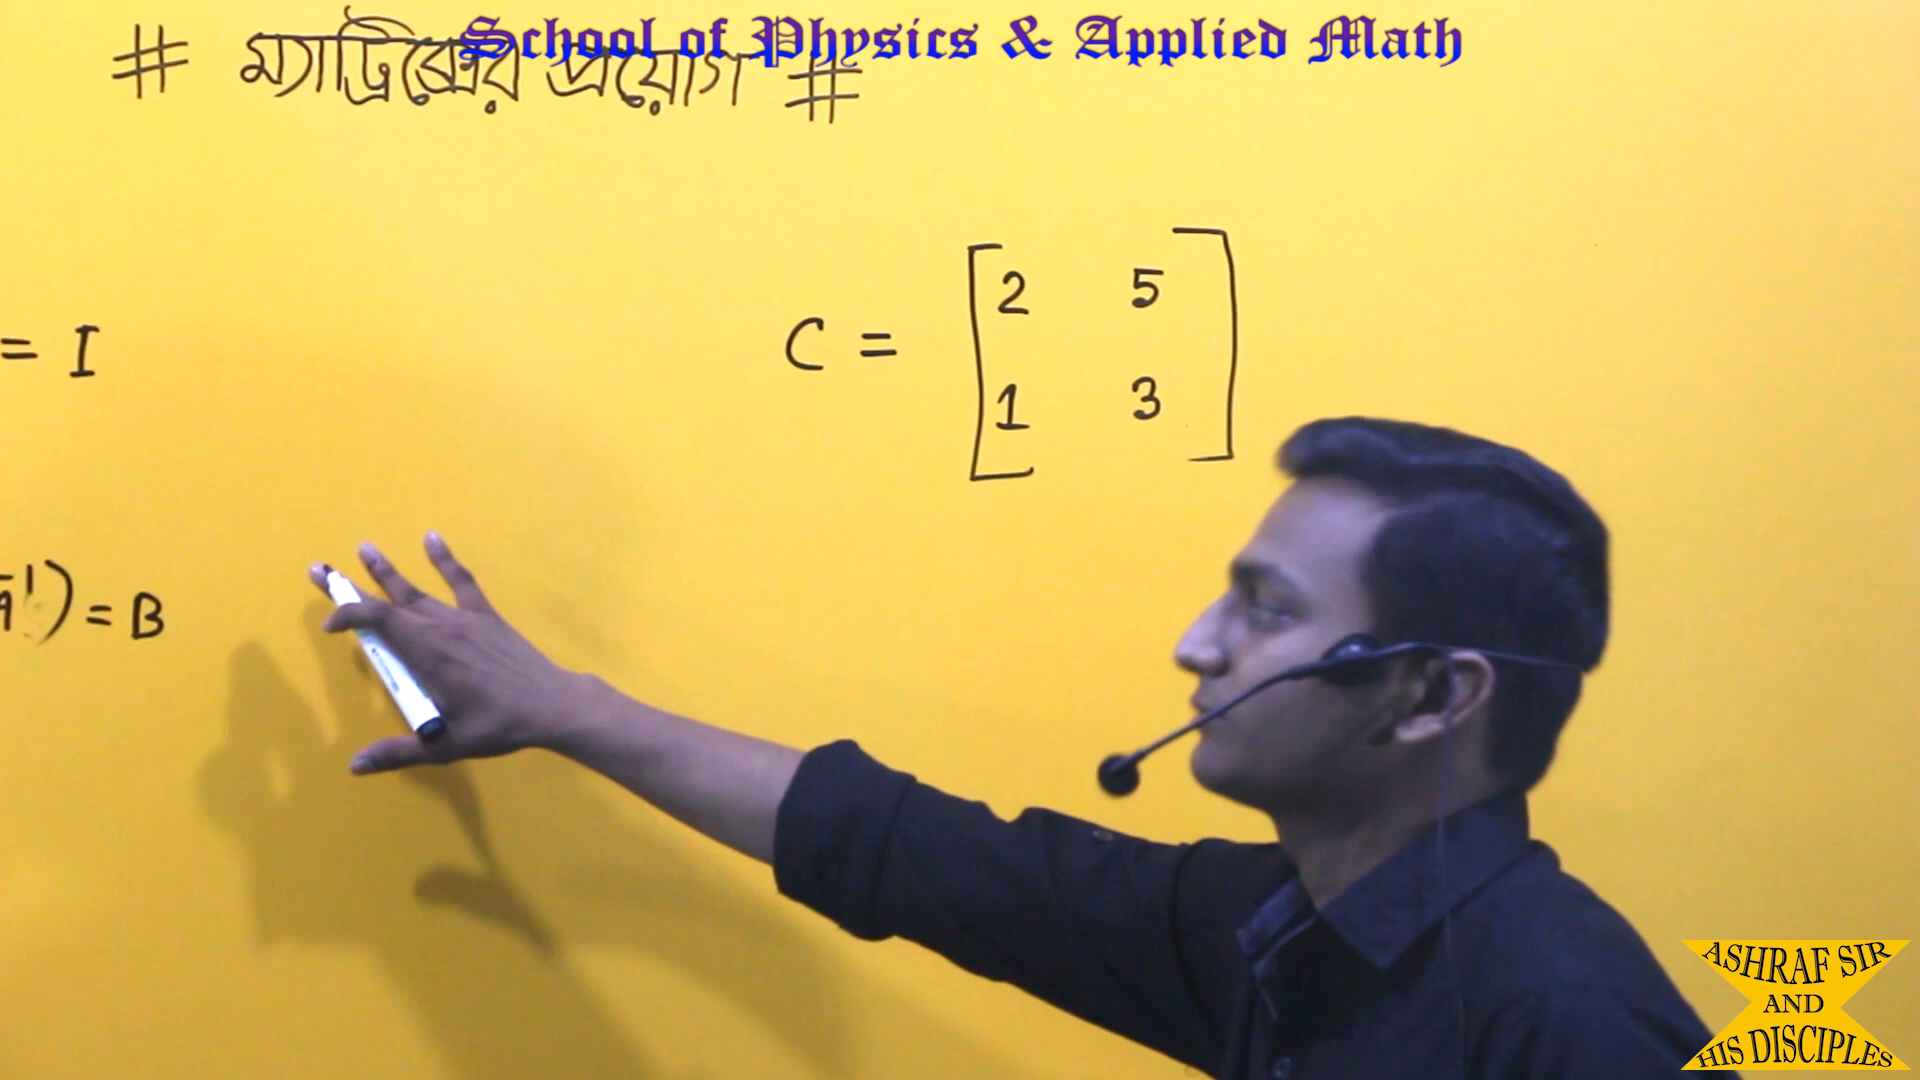 School of Physics & Applied Math
# ম্যাট্রিক্সের প্রয়োগ #
= I
C = [2 5
1 3]
) = B
ASHRAF SIR
AND
HIS DISCIPLES